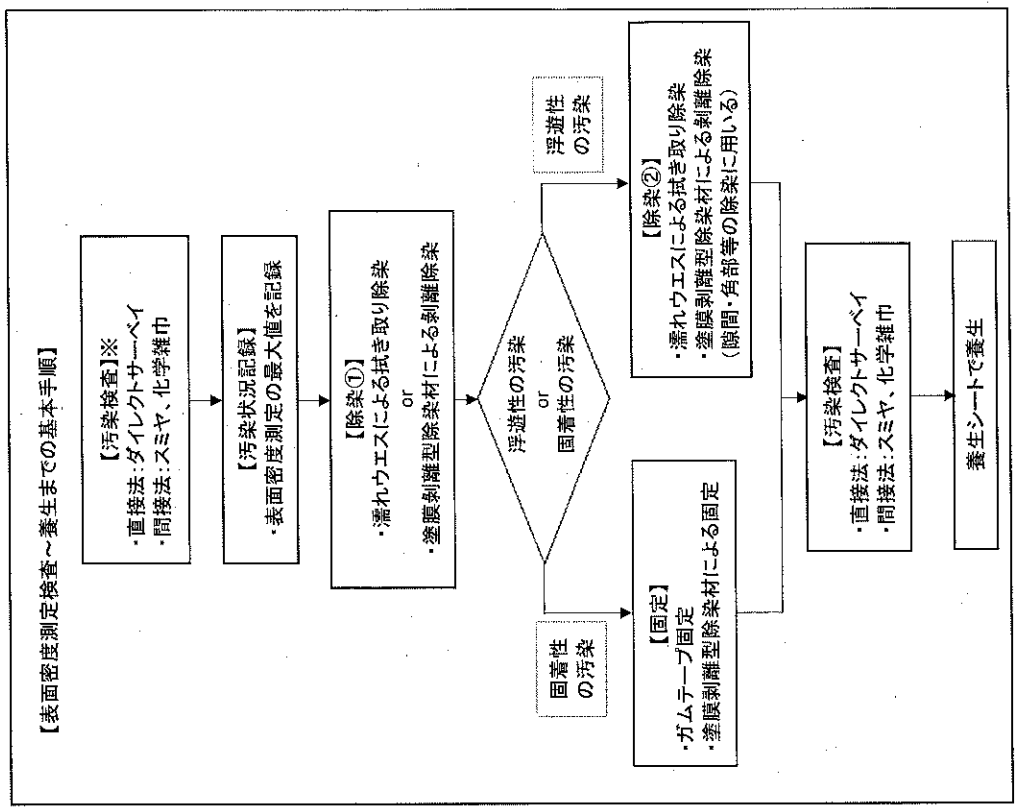 【表面密度測定検査～養生までの基本手順】
【汚染検査】※
・直接法:ダイレクトサーベイ
・間接法:スミヤ、化学雑巾
【汚染状況記録】
・表面密度測定の最大値を記録
【除染①】
・濡れウエスによる拭き取り除染
or
・塗膜剥離型除染材による剥離除染
浮遊性の汚染
or
固着性の汚染
固着性
の汚染
浮遊性
の汚染
【固定】
・ガムテープ固定
・塗膜剥離型除染材による固定
【除染②】
・濡れウエスによる拭き取り除染
・塗膜剥離型除染材による剥離除染
(隙間・角部等の除染に用いる)
【汚染検査】
・直接法:ダイレクトサーベイ
・間接法:スミヤ、化学雑巾
養生シートで養生